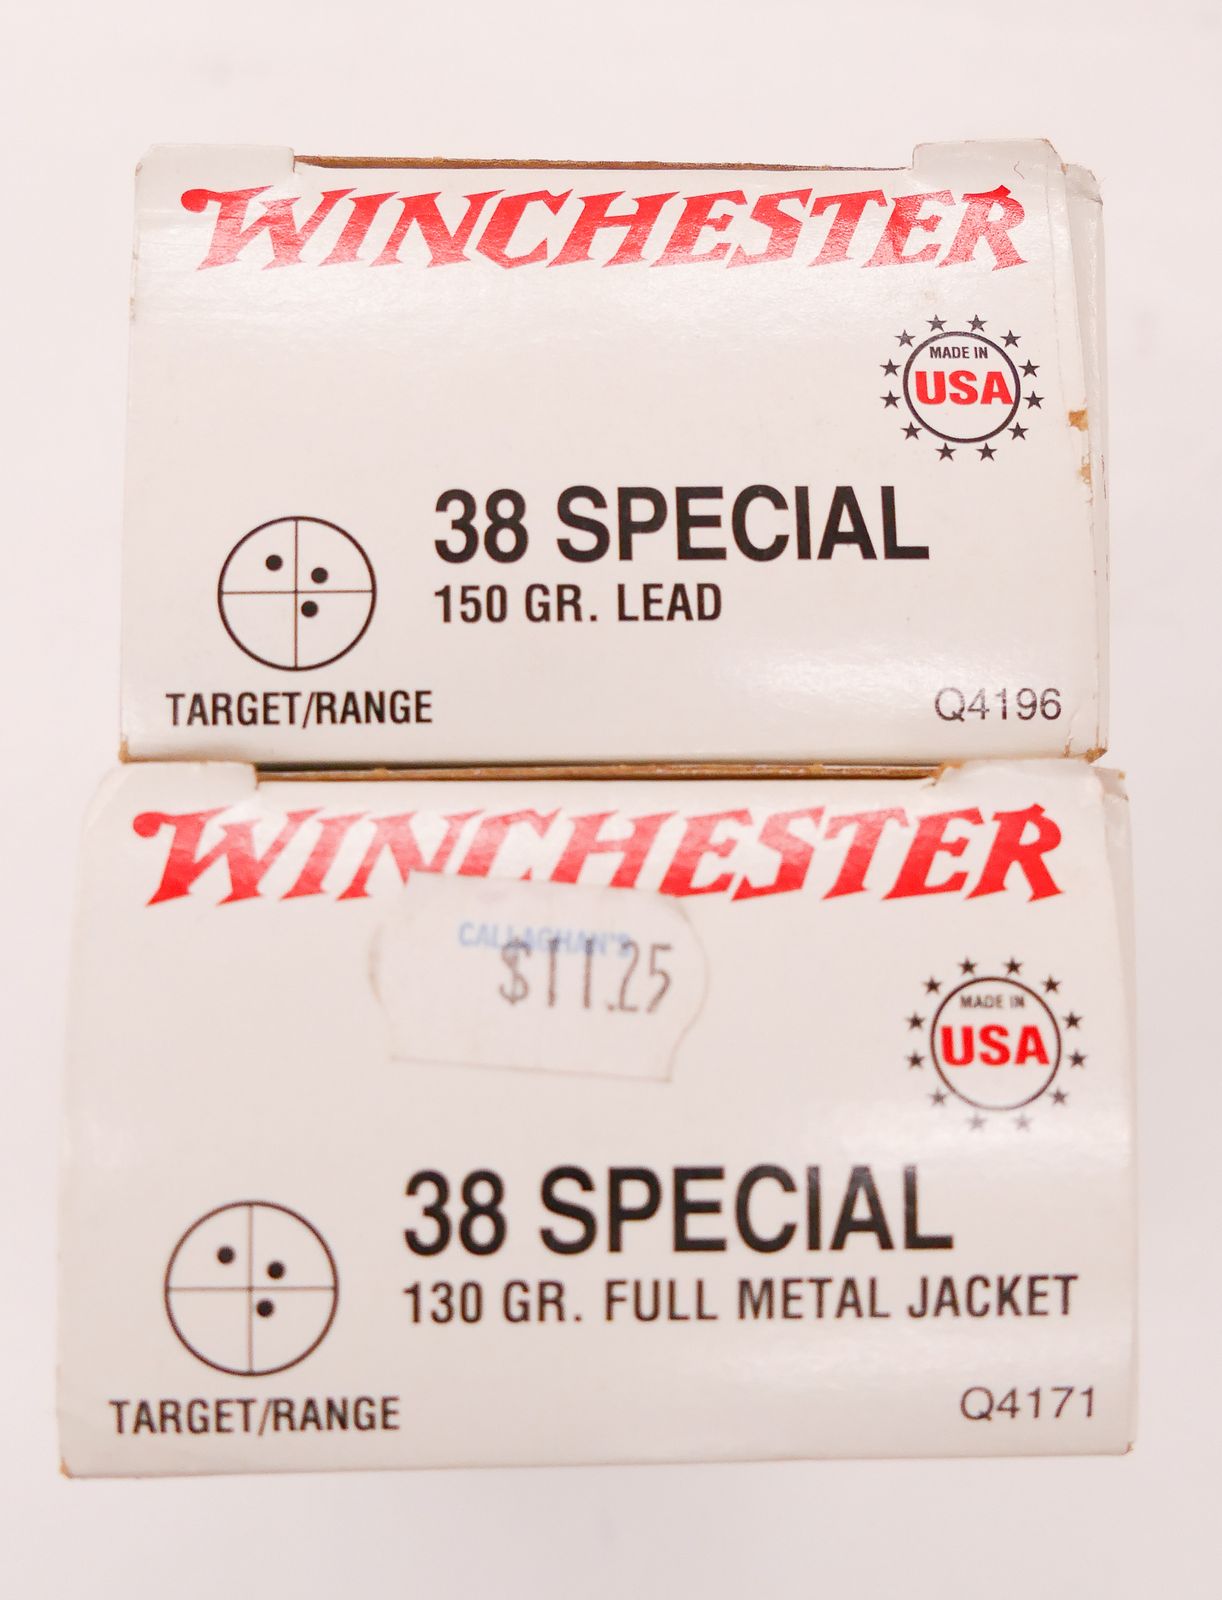 WINCHESTER
MADE IN
USA
38 SPECIAL
150 GR. LEAD
TARGET/RANGE
Q4196
WINCHESTER
CALLAGHAN'S
$11.25
MADE IN
USA
38 SPECIAL
130 GR. FULL METAL JACKET
TARGET/RANGE
Q4171